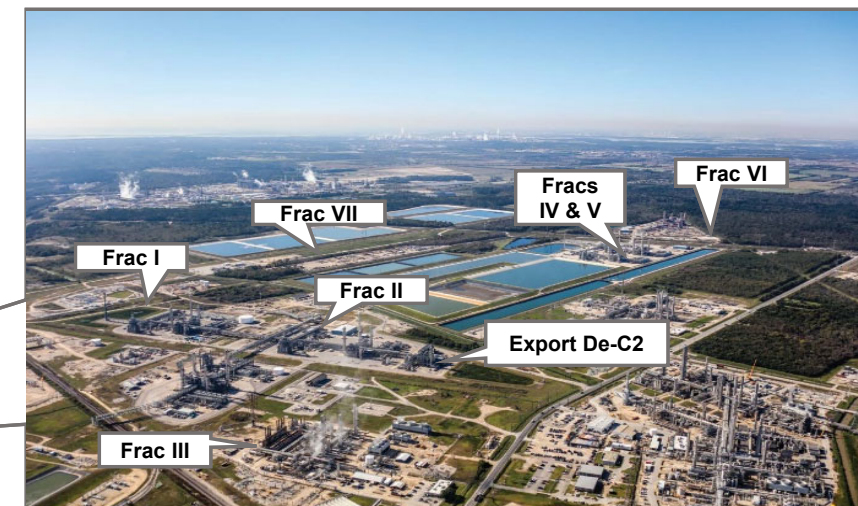 Fracs
IV & V
Frac VI
Frac VII
Frac I
Frac II
Export De-C2
Frac III